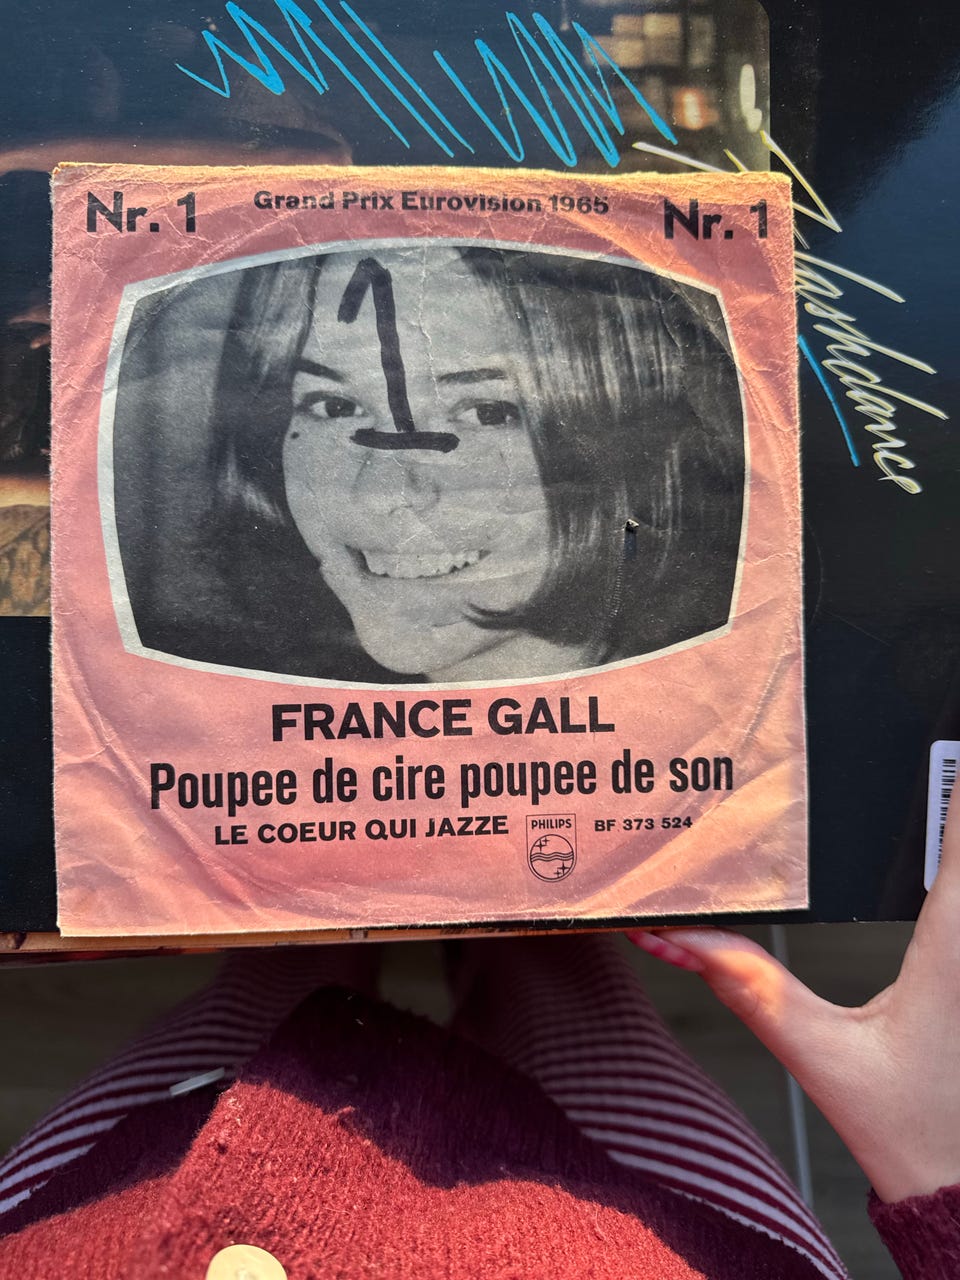 Nr. 1
Grand Prix Eurovision 1965
Nr. 1
1
Flashdance
FRANCE GALL
Poupee de cire poupee de son
LE COEUR QUI JAZZE
PHILIPS
BF 373 524